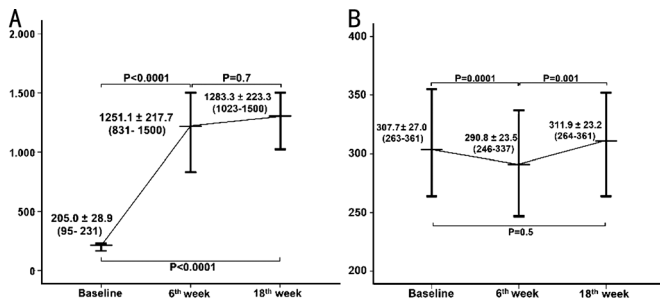 A
2.000
1.500
1.000
500
0
P<0.0001
P=0.7
1251.1 ± 217.7
(831- 1500)
1283.3 ± 223.3
(1023-1500)
205.0 ± 28.9
(95- 231)
P<0.0001
Baseline
6th week
18th week
B
400
350
300
250
200
P=0.0001
P=0.001
307.7± 27.0
(263-361)
290.8 ± 23.5
(246-337)
311.9 ± 23.2
(264-361)
P=0.5
Baseline
6th week
18th week